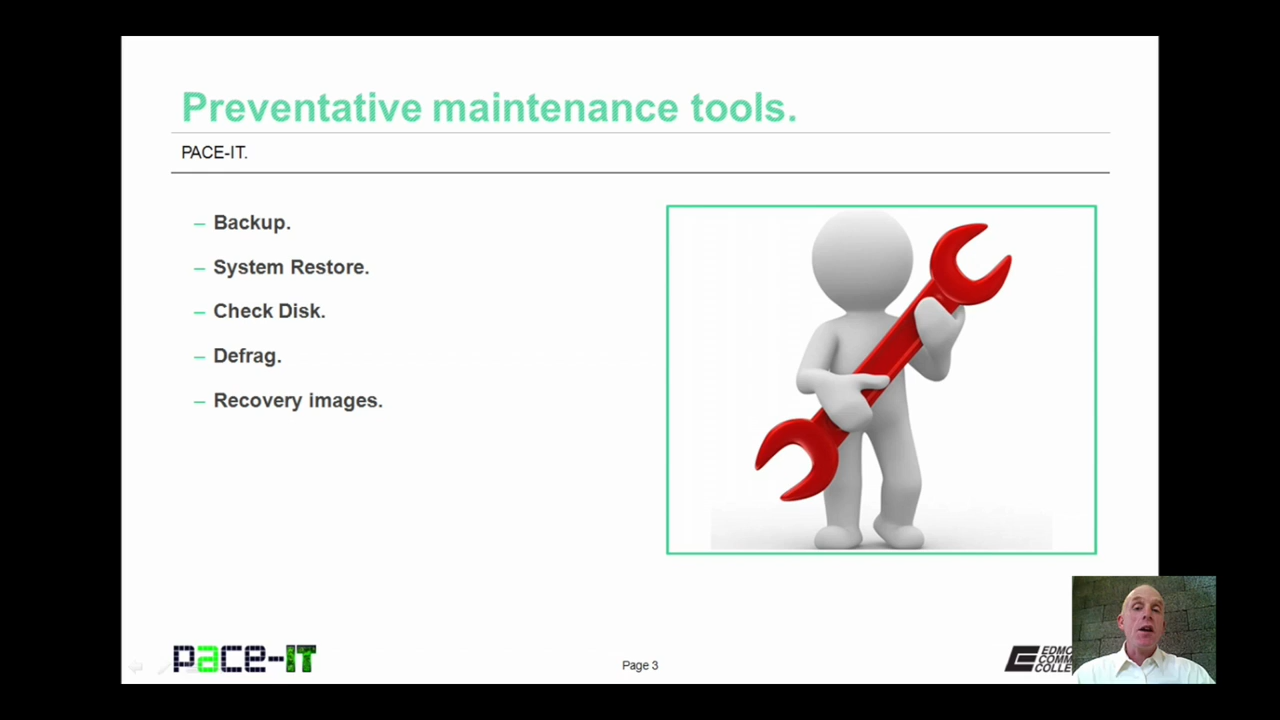 Preventative maintenance tools.
PACE-IT.
– Backup.
– System Restore.
– Check Disk.
– Defrag.
– Recovery images.
pace-IT
Page 3